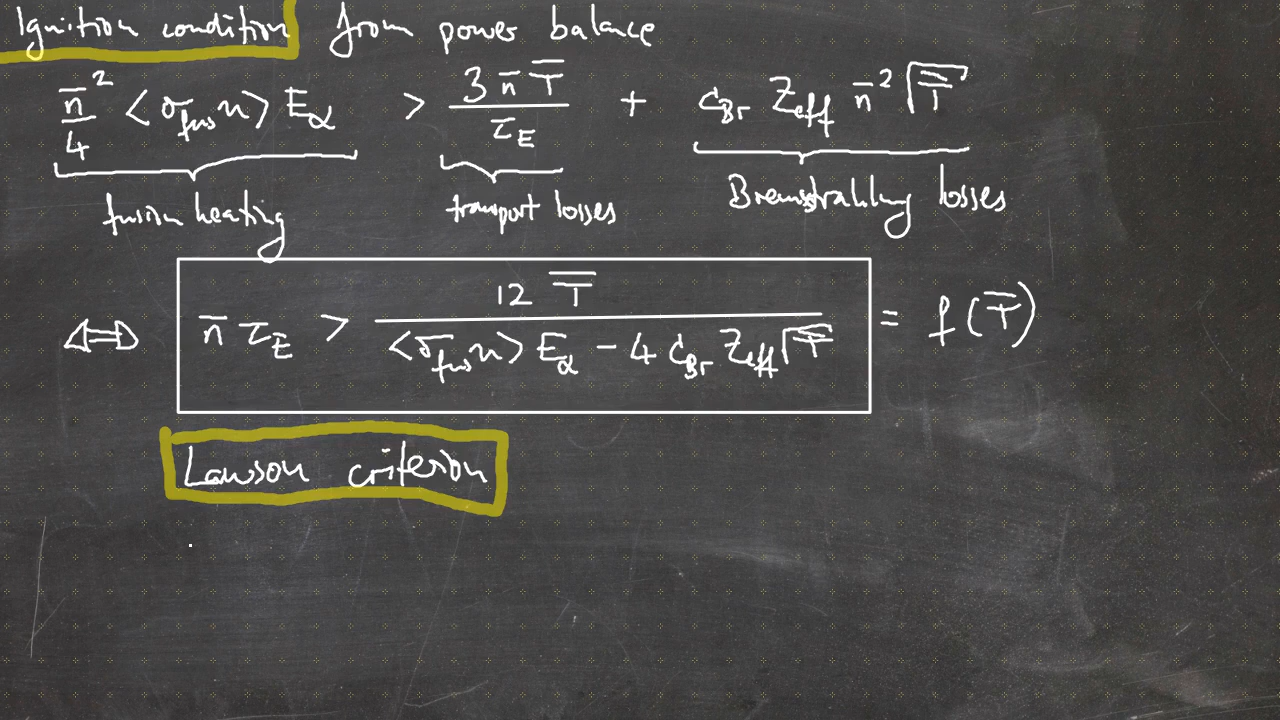 Ignition condition from power balance
n̄²/4 <σ_fus u> E_α > 3 n̄ T̄ / τ_E + c_Br Z_eff n̄² √T̄
fusion heating transport losses Bremsstrahlung losses
⇔ n̄ τ_E > 12 T̄ / (<σ_fus u> E_α − 4 c_Br Z_eff √T̄) = f(T̄)
Lawson criterion